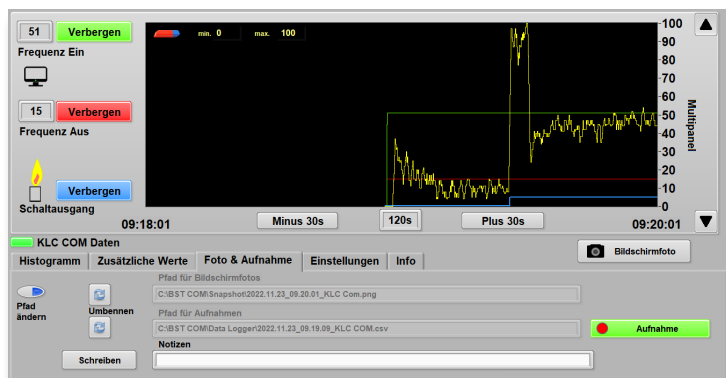 51 Verbergen
Frequenz Ein
15 Verbergen
Frequenz Aus
Verbergen
Schaltausgang
min. 0 max. 100
100
90
80
70
60
50
40
30
20
10
0
Multipanel
09:18:01 Minus 30s 120s Plus 30s 09:20:01
KLC COM Daten
Bildschirmfoto
Histogramm Zusätzliche Werte Foto & Aufnahme Einstellungen Info
Pfad für Bildschirmfotos
C:\BST COM\Snapshot\2022.11.23_09.20.01_KLC Com.png
Pfad ändern
Umbennen
Pfad für Aufnahmen
C:\BST COM\Data Logger\2022.11.23_09.19.09_KLC COM.csv
Aufnahme
Notizen
Schreiben